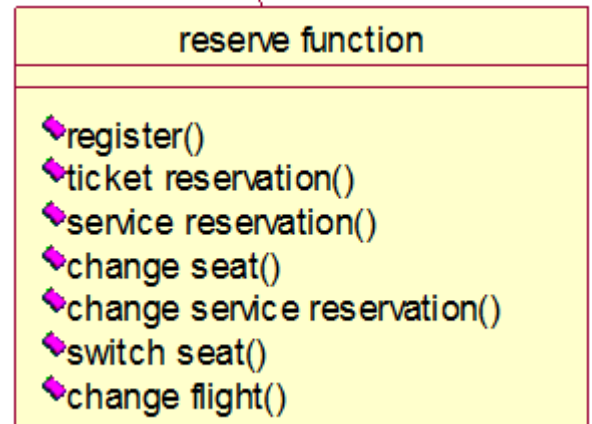 reserve function
register()
ticket reservation()
service reservation()
change seat()
change service reservation()
switch seat()
change flight()